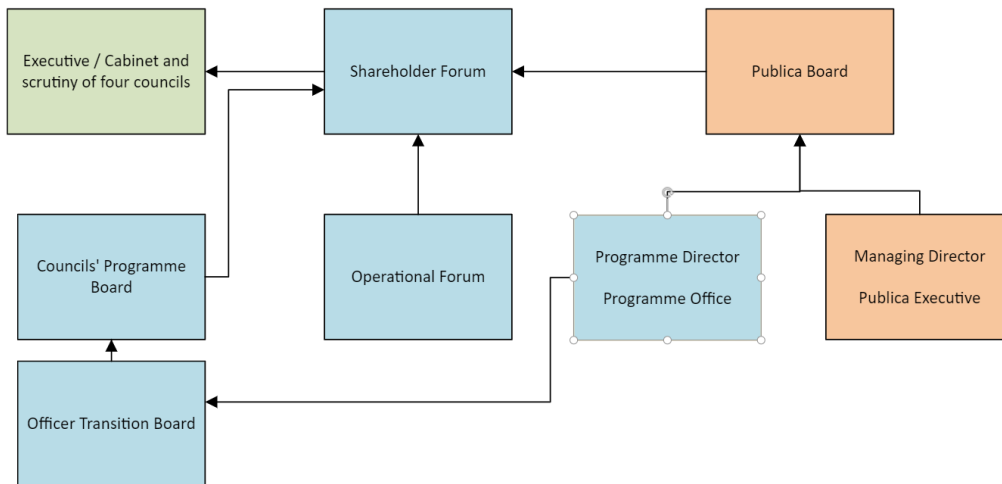 Executive / Cabinet and
scrutiny of four councils
Shareholder Forum
Publica Board
Councils' Programme
Board
Operational Forum
Programme Director
Programme Office
Managing Director
Publica Executive
Officer Transition Board